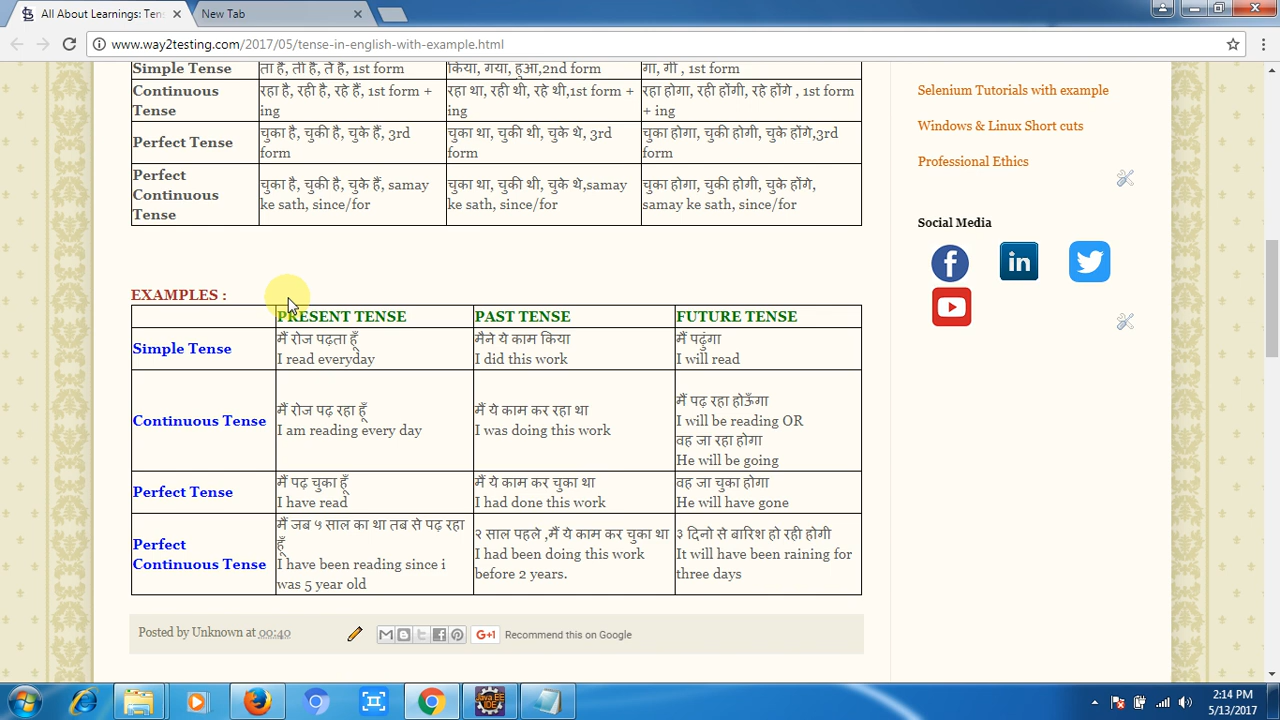 All About Learnings: Tens
New Tab
www.way2testing.com/2017/05/tense-in-english-with-example.html
Simple Tense
ता है, ती है, ते है, 1st form
किया, गया, हुआ,2nd form
गा, गी , 1st form
Continuous Tense
रहा है, रही है, रहे हैं, 1st form +
ing
रहा था, रही थी, रहे थे,1st form +
ing
रहा होगा, रही होंगी, रहे होंगे , 1st form
+ ing
Perfect Tense
चुका है, चुकी है, चुके हैं, 3rd
form
चुका था, चुकी थी, चुके थे, 3rd
form
चुका होगा, चुकी होगी, चुके होंगे,3rd
form
Perfect
Continuous
Tense
चुका है, चुकी है, चुके हैं, samay
ke sath, since/for
चुका था, चुकी थी, चुके थे,samay
ke sath, since/for
चुका होगा, चुकी होगी, चुके होंगे,
samay ke sath, since/for
EXAMPLES :
PRESENT TENSE
PAST TENSE
FUTURE TENSE
Simple Tense
मैं रोज पढ़ता हूँ
I read everyday
मैने ये काम किया
I did this work
मैं पढुंगा
I will read
Continuous Tense
मैं रोज पढ़ रहा हूँ
I am reading every day
मैं ये काम कर रहा था
I was doing this work
मैं पढ़ रहा होऊँगा
I will be reading OR
वह जा रहा होगा
He will be going
Perfect Tense
मैं पढ़ चुका हूँ
I have read
मैं ये काम कर चुका था
I had done this work
वह जा चुका होगा
He will have gone
Perfect
Continuous Tense
मैं जब ५ साल का था तब से पढ़ रहा
हूँ
I have been reading since i
was 5 year old
२ साल पहले ,मैं ये काम कर चुका था
I had been doing this work
before 2 years.
३ दिनो से बारिश हो रही होगी
It will have been raining for
three days
Posted by Unknown at 00:40
G+1
Recommend this on Google
Selenium Tutorials with example
Windows & Linux Short cuts
Professional Ethics
Social Media
f
in
2:14 PM
5/13/2017